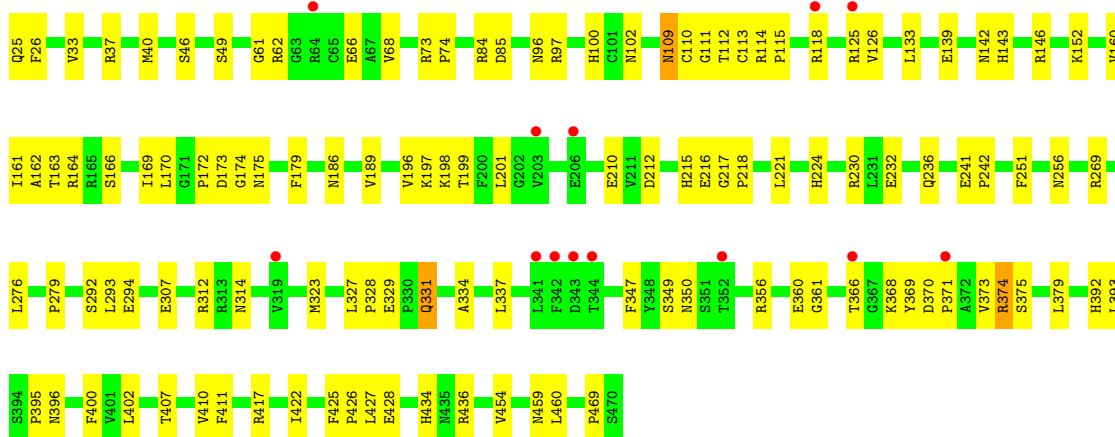 Q25 F26 V33 R37 M40 S46 S49 G61 R62 G63 R64 C65 E66 A67 V68 R73 P74 R84 D85 N96 R97 H100 C101 N102 N109 C110 G111 T112 C113 R114 P115 R118 R125 V126 L133 E139 N142 H143 R146 K152 V160
I161 A162 T163 R164 R165 S166 I169 L170 G171 P172 D173 G174 N175 F179 N186 V189 V196 K197 K198 T199 F200 L201 G202 V203 E206 E210 V211 D212 H215 E216 G217 P218 L221 H224 R230 L231 E232 Q236 E241 P242 F251 N256 R269
L276 P279 S292 L293 E294 E307 R312 R313 N314 V319 M323 L327 P328 E329 P330 Q331 A334 L337 L341 F342 D343 T344 F347 Y348 S349 N350 S351 T352 R356 E360 G361 T366 G367 K368 Y369 D370 P371 A372 V373 R374 S375 L379 H392 L393
S394 P395 N396 F400 V401 L402 T407 V410 F411 R417 I422 F425 P426 L427 E428 H434 N435 R436 V454 N459 L460 P469 S470